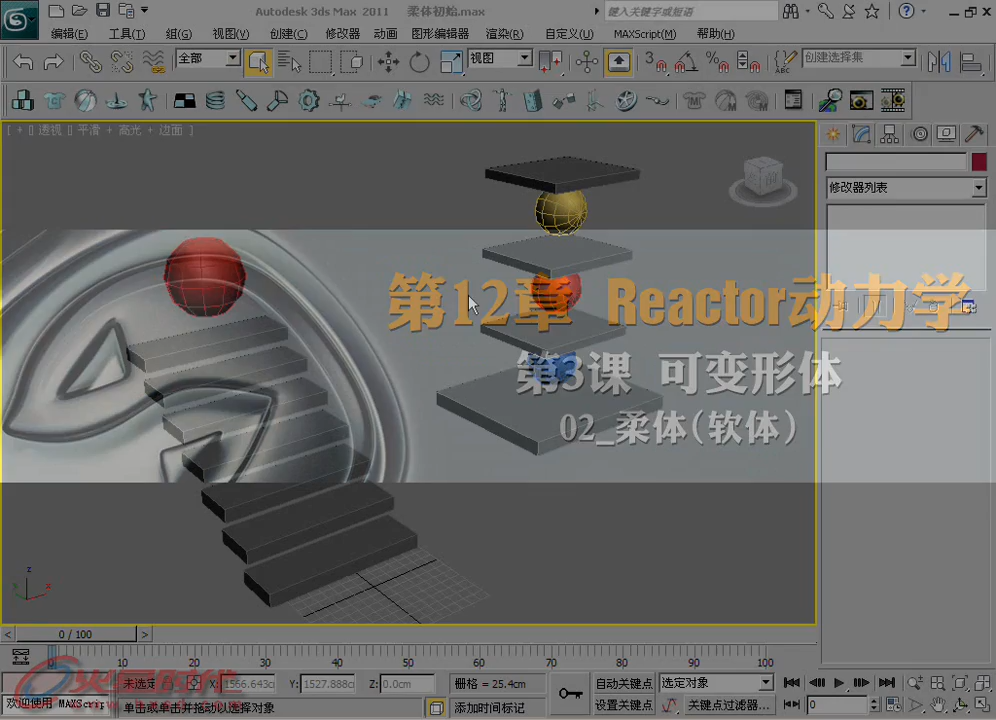 Autodesk 3ds Max 2011 柔体初始.max
键入关键字或短语
编辑(E) 工具(T) 组(G) 视图(V) 创建(C) 修改器 动画 图形编辑器 渲染(R) 自定义(U) MAXScript(M) 帮助(H)
全部 视图 3 ABC 创建选择集
[ + [] 透视 [] 平滑 + 高光 + 边面 ]
修改器列表
第12章 Reactor动力学
第3课 可变形体
02_柔体(软体)
z
x
< 0 / 100 >
0 10 20 30 40 50 60 70 80 90 100
未选定 X: 1566.643c Y: 1527.888c Z: 0.0cm 栅格 = 25.4cm 自动关键点 选定对象
欢迎使用 MAXScrip 单击或单击并拖动以选择对象 添加时间标记 设置关键点 关键点过滤器... 0
火星时代